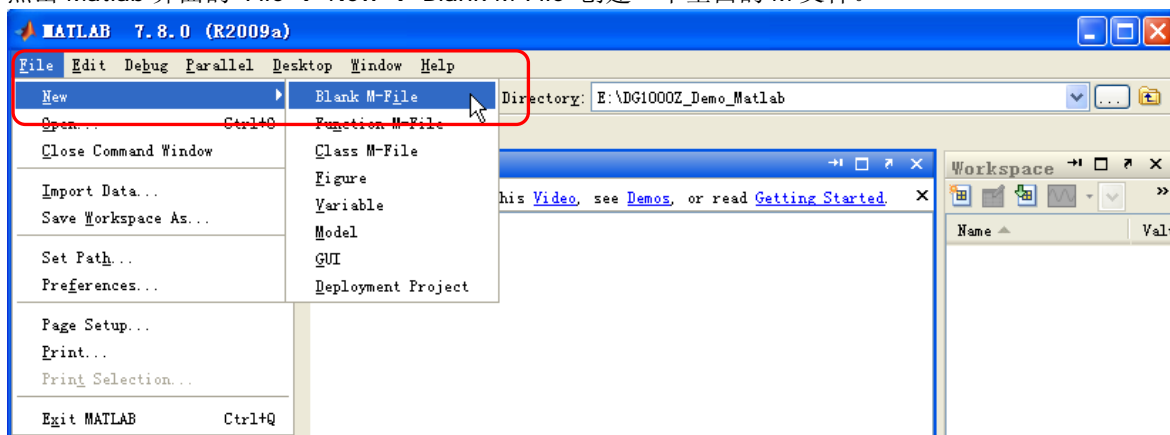 MATLAB 7.8.0 (R2009a)
File Edit Debug Parallel Desktop Window Help
New
Blank M-File
Directory: E:\DG1000Z_Demo_Matlab
...
Open... Ctrl+O
Function M-File
Close Command Window
Class M-File
Figure
Import Data...
Variable
Save Workspace As...
Model
Set Path...
GUI
Preferences...
Deployment Project
his Video, see Demos, or read Getting Started.
Workspace
Name
Page Setup...
Print...
Print Selection...
Exit MATLAB Ctrl+Q